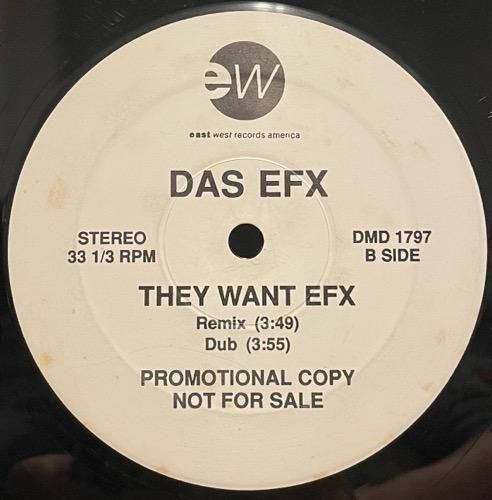 ew
east west records america
DAS EFX
STEREO
33 1/3 RPM
DMD 1797
B SIDE
THEY WANT EFX
Remix (3:49)
Dub (3:55)
PROMOTIONAL COPY
NOT FOR SALE